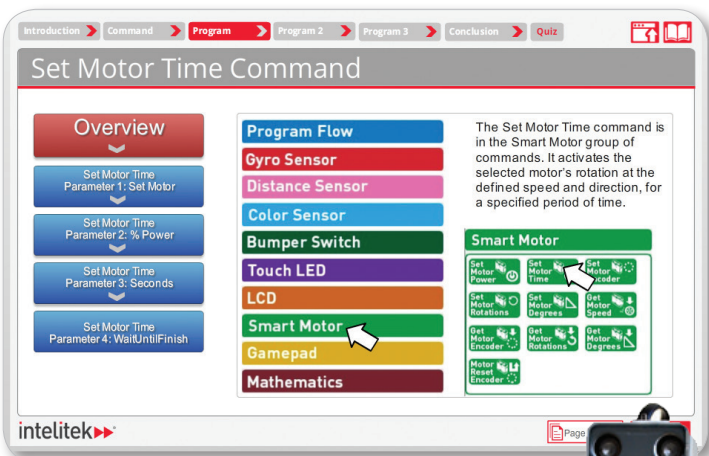 Introduction Command Program Program 2 Program 3 Conclusion Quiz
Set Motor Time Command
Overview
Set Motor Time
Parameter 1: Set Motor
Set Motor Time
Parameter 2: % Power
Set Motor Time
Parameter 3: Seconds
Set Motor Time
Parameter 4: WaitUntilFinish
Program Flow
Gyro Sensor
Distance Sensor
Color Sensor
Bumper Switch
Touch LED
LCD
Smart Motor
Gamepad
Mathematics
The Set Motor Time command is
in the Smart Motor group of
commands. It activates the
selected motor's rotation at the
defined speed and direction, for
a specified period of time.
Smart Motor
Set
Motor
Power
Set
Motor
Time
Set
Motor
Set
Motor
Rotations
Set
Motor
Degrees
Get
Motor
Speed
Get
Motor
Encoder
Get
Motor
Rotations
Get
Motor
Degrees
Motor
Reset
Encoder
intelitek
Page